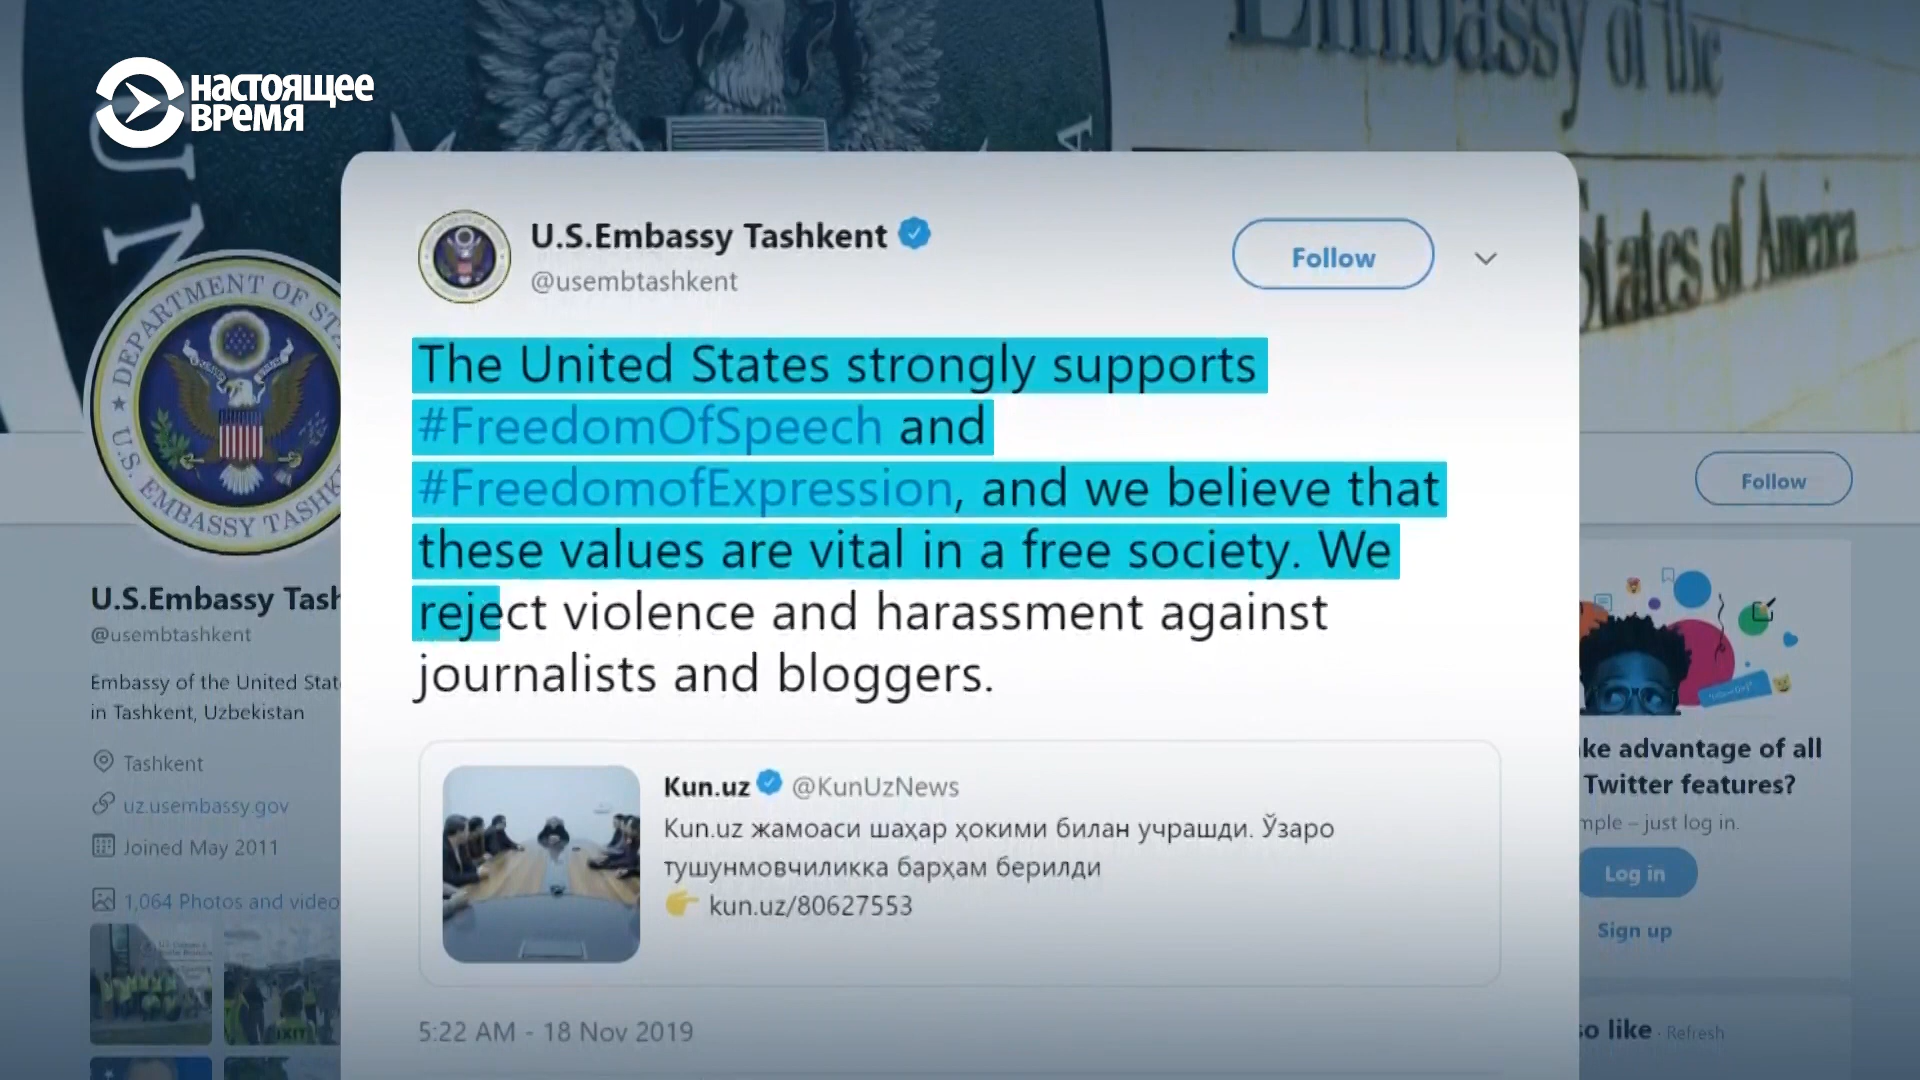 НАСТОЯЩЕЕ
ВРЕМЯ
Embassy of the
States of America
DEPARTMENT OF
U.S. EMBASSY
U.S.Embassy Tashkent
@usembtashkent
Follow
The United States strongly supports
#FreedomOfSpeech and
#FreedomofExpression, and we believe that
these values are vital in a free society. We
reject violence and harassment against
journalists and bloggers.
Kun.uz @KunUzNews
Kun.uz жамоаси шаҳар ҳокими билан учрашди. Ўзаро
тушунмовчиликка барҳам берилди
👉 kun.uz/80627553
5:22 AM - 18 Nov 2019
U.S.Embassy Tash
@usembtashkent
Embassy of the United Stat
in Tashkent, Uzbekistan
Tashkent
uz.usembassy.gov
Joined May 2011
1,064 Photos and video
EXIT
Follow
ke advantage of all
Twitter features?
mple – just log in.
Log in
Sign up
so like · Refresh